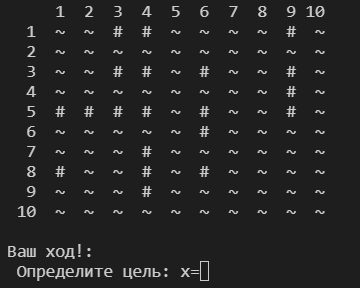 1 2 3 4 5 6 7 8 9 10
1 ~ ~ # # ~ ~ ~ ~ # ~
2 ~ ~ ~ ~ ~ ~ ~ ~ ~ ~
3 ~ ~ # # ~ # ~ ~ # ~
4 ~ ~ ~ ~ ~ ~ ~ ~ # ~
5 # # # # ~ # ~ ~ # ~
6 ~ ~ ~ ~ ~ # ~ ~ ~ ~
7 ~ ~ ~ # ~ ~ ~ ~ ~ ~
8 # ~ ~ # ~ # ~ ~ ~ ~
9 ~ ~ ~ # ~ ~ ~ ~ ~ ~
10 ~ ~ ~ ~ ~ ~ ~ ~ ~ ~
Ваш ход!:
Определите цель: x=